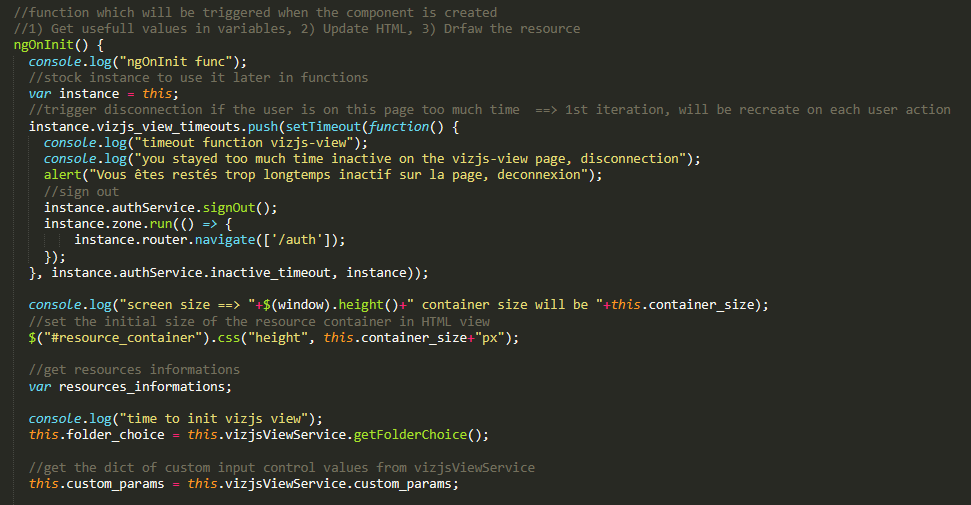 //function which will be triggered when the component is created
//1) Get usefull values in variables, 2) Update HTML, 3) Drfaw the resource
ngOnInit() {
console.log("ngOnInit func");
//stock instance to use it later in functions
var instance = this;
//trigger disconnection if the user is on this page too much time  ==> 1st iteration, will be recreate on each user action
instance.vizjs_view_timeouts.push(setTimeout(function() {
console.log("timeout function vizjs-view");
console.log("you stayed too much time inactive on the vizjs-view page, disconnection");
alert("Vous êtes restés trop longtemps inactif sur la page, deconnexion");
//sign out
instance.authService.signOut();
instance.zone.run(() => {
instance.router.navigate(['/auth']);
});
}, instance.authService.inactive_timeout, instance));
console.log("screen size ==> "+$(window).height()+" container size will be "+this.container_size);
//set the initial size of the resource container in HTML view
$("#resource_container").css("height", this.container_size+"px");
//get resources informations
var resources_informations;
console.log("time to init vizjs view");
this.folder_choice = this.vizjsViewService.getFolderChoice();
//get the dict of custom input control values from vizjsViewService
this.custom_params = this.vizjsViewService.custom_params;